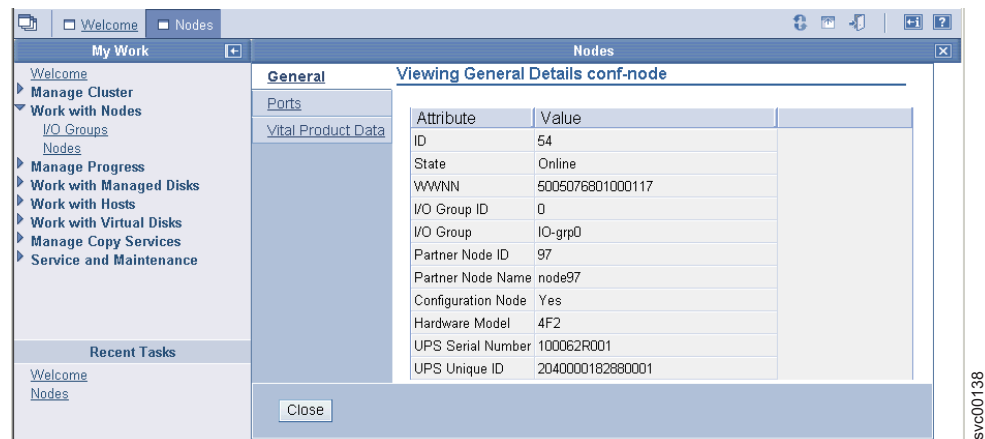 Welcome
Nodes
?
My Work
Nodes
Welcome
Manage Cluster
Work with Nodes
I/O Groups
Nodes
Manage Progress
Work with Managed Disks
Work with Hosts
Work with Virtual Disks
Manage Copy Services
Service and Maintenance
Recent Tasks
Welcome
Nodes
General
Ports
Vital Product Data
Viewing General Details conf-node
Attribute Value
ID 54
State Online
WWNN 5005076801000117
I/O Group ID 0
I/O Group IO-grp0
Partner Node ID 97
Partner Node Name node97
Configuration Node Yes
Hardware Model 4F2
UPS Serial Number 100062R001
UPS Unique ID 2040000182880001
Close
svc00138